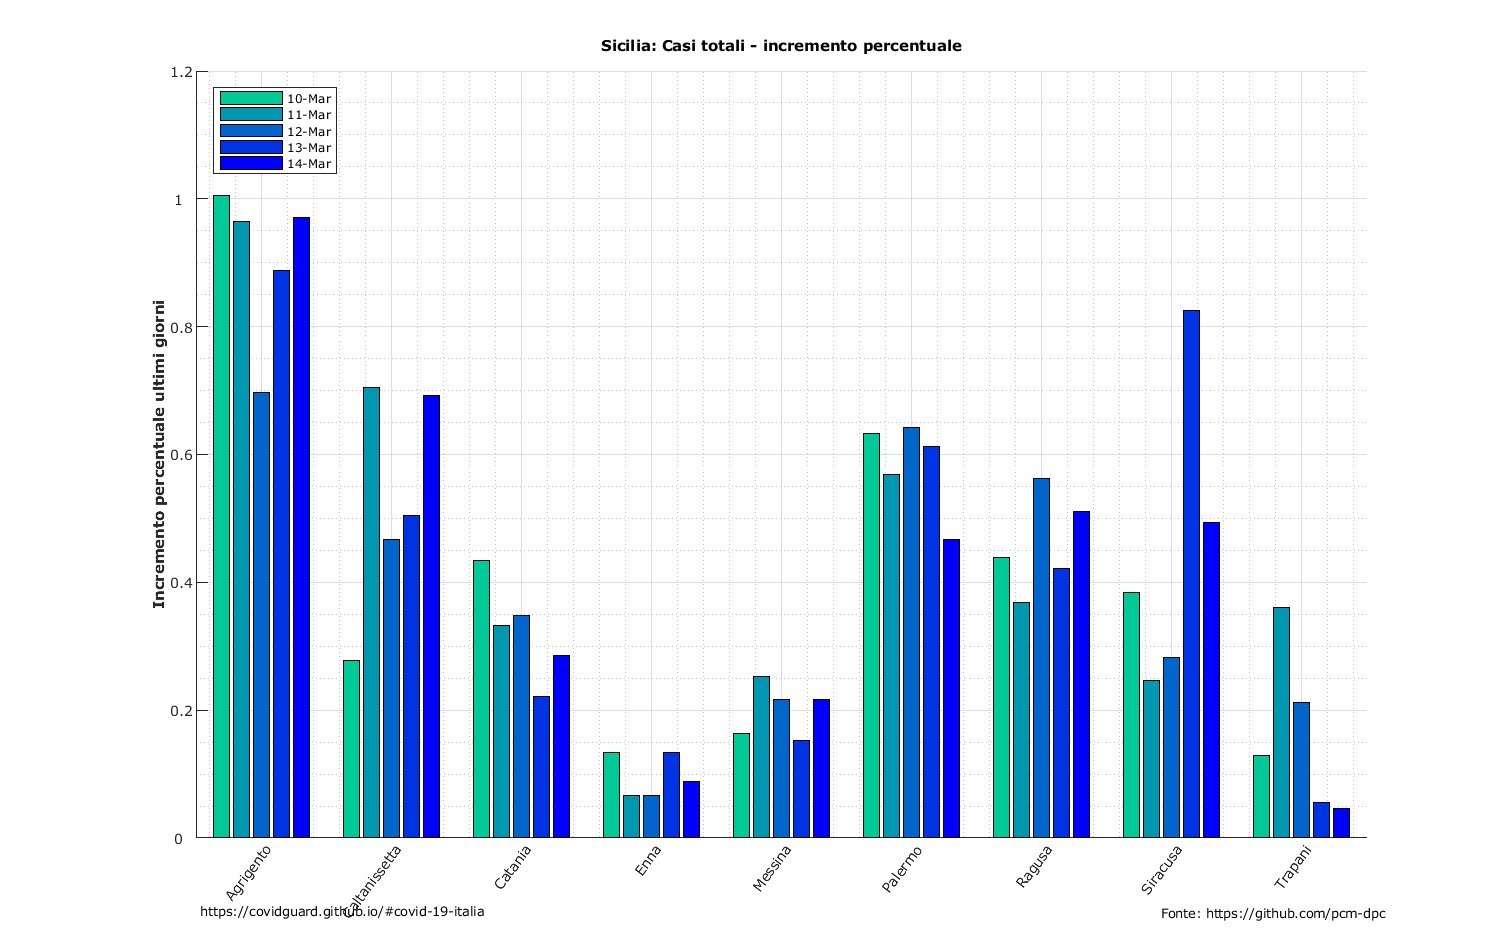 Sicilia: Casi totali - incremento percentuale
1.2
1
0.8
0.6
0.4
0.2
0
Incremento percentuale ultimi giorni
10-Mar
11-Mar
12-Mar
13-Mar
14-Mar
Agrigento
Caltanissetta
Catania
Enna
Messina
Palermo
Ragusa
Siracusa
Trapani
https://covidguard.github.io/#covid-19-italia
Fonte: https://github.com/pcm-dpc